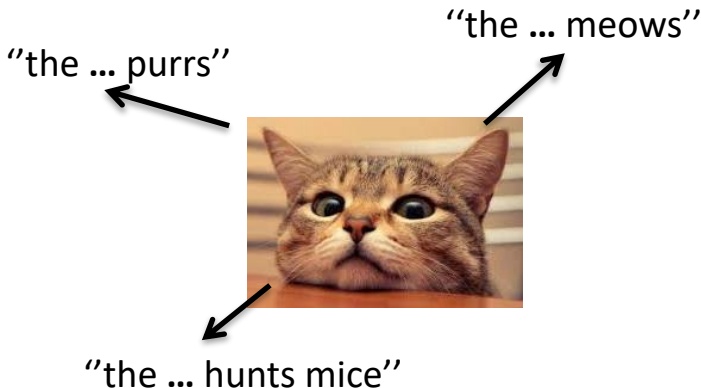 ‘’the ... meows’’
‘’the ... purrs’’
‘’the ... hunts mice’’